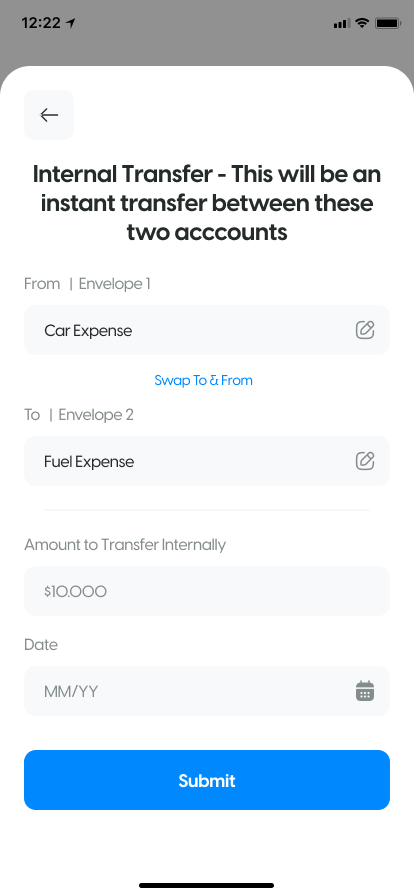 12:22
Internal Transfer - This will be an
instant transfer between these
two acccounts
From | Envelope 1
Car Expense
Swap To & From
To | Envelope 2
Fuel Expense
Amount to Transfer Internally
$10.000
Date
MM/YY
Submit